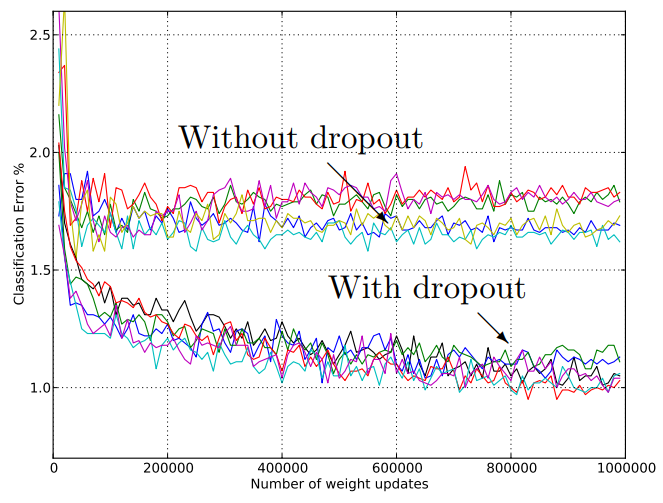 2.5
2.0
1.5
1.0
Classification Error %
Without dropout
With dropout
0 200000 400000 600000 800000 1000000
Number of weight updates